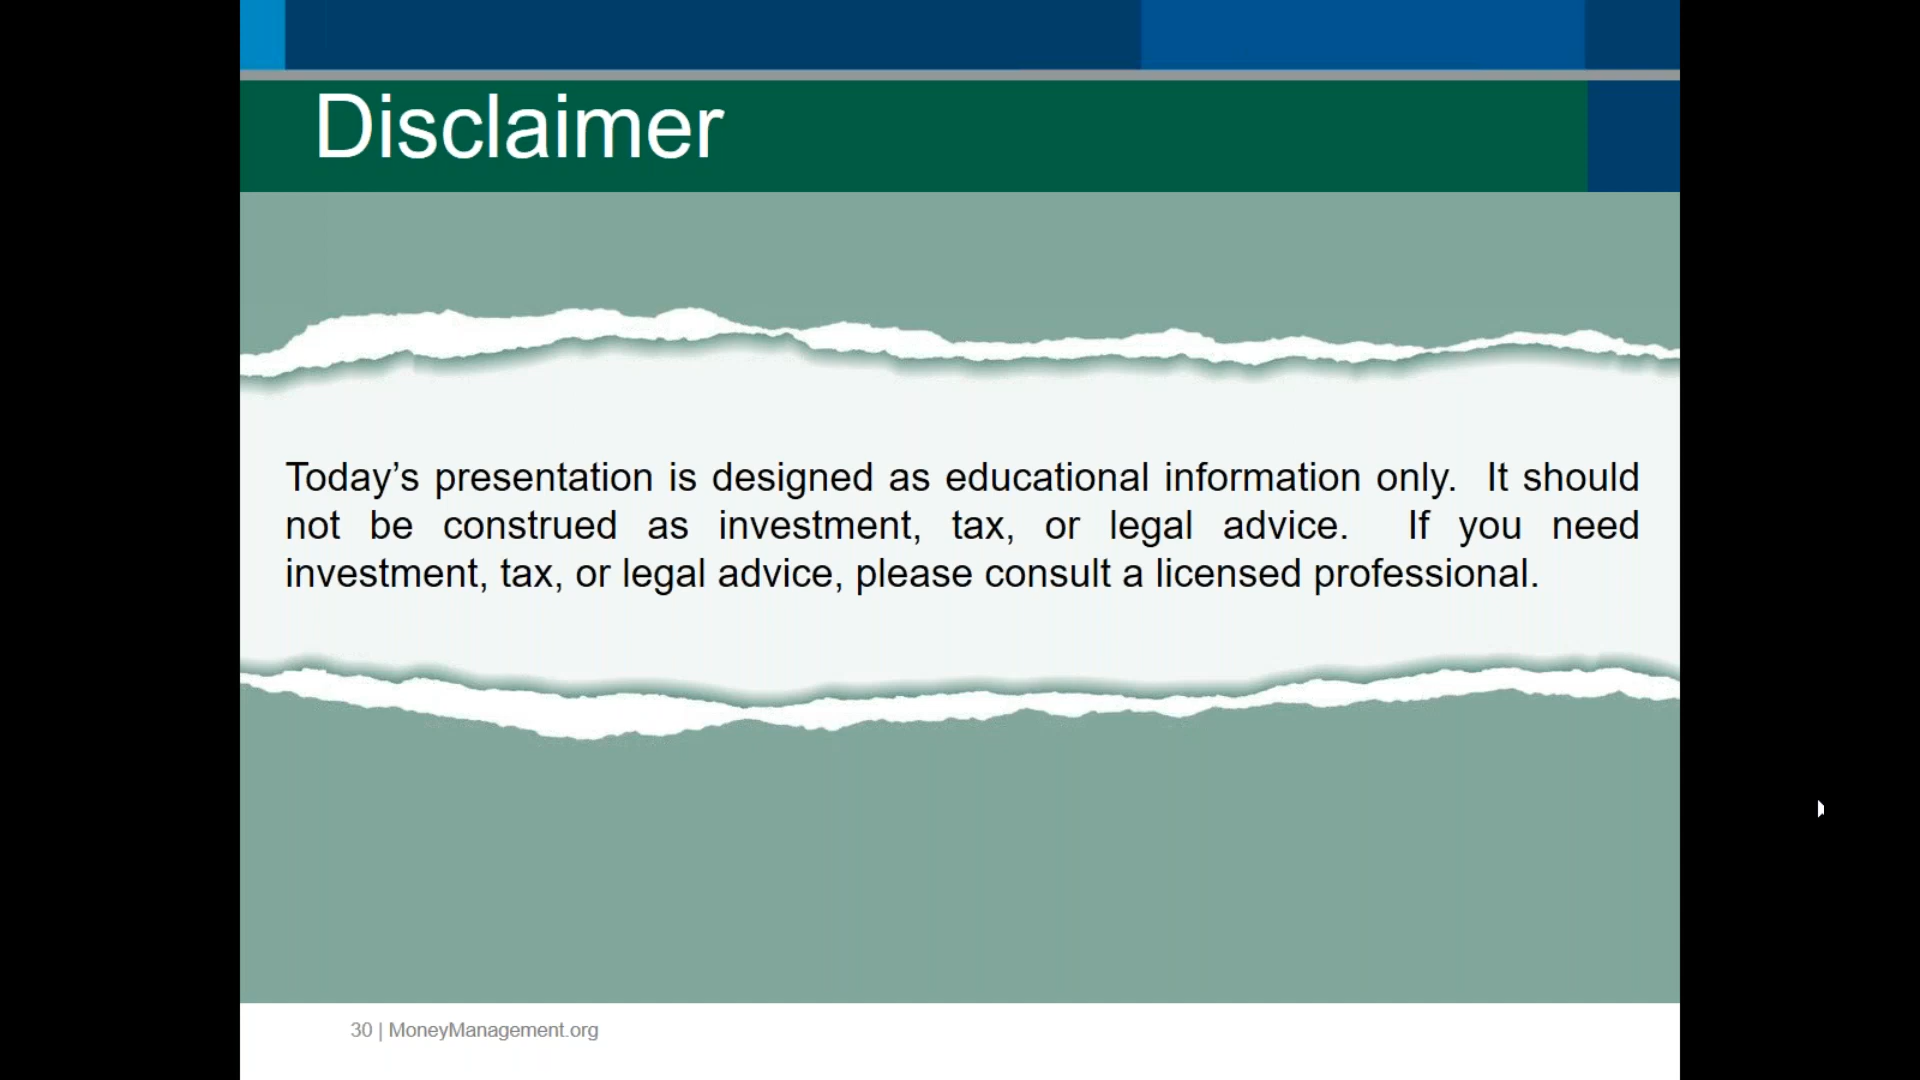 Disclaimer
Today’s presentation is designed as educational information only.  It should
not be construed as investment, tax, or legal advice.  If you need
investment, tax, or legal advice, please consult a licensed professional.
30 | MoneyManagement.org